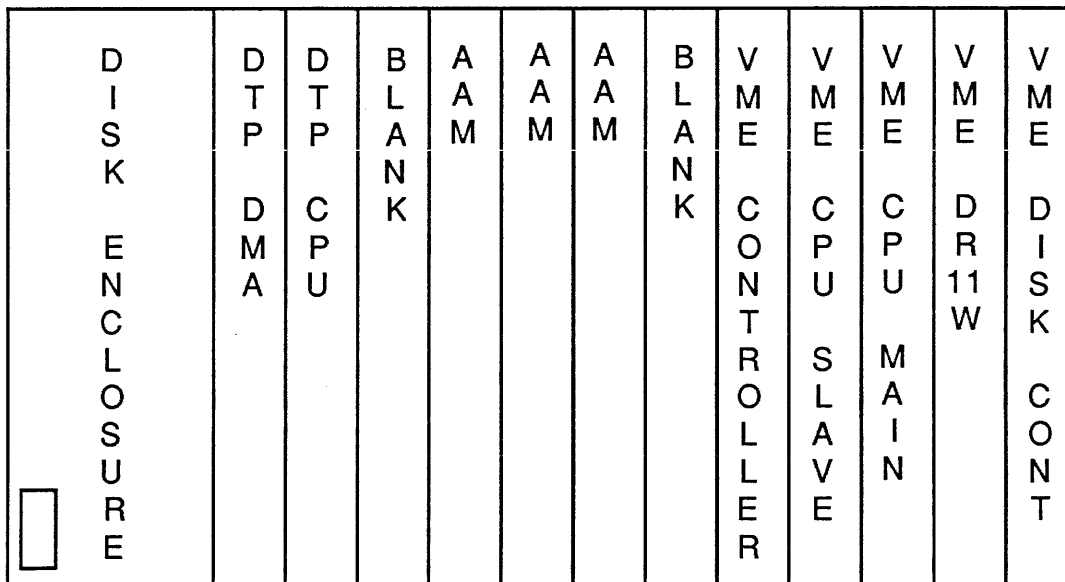 DISK ENCLOSURE
DTP DMA
DTP CPU
BLANK
AAM
AAM
AAM
BLANK
VME CONTROLLER
VME CPU SLAVE
VME CPU MAIN
VME DR11W
VME DISK CONT